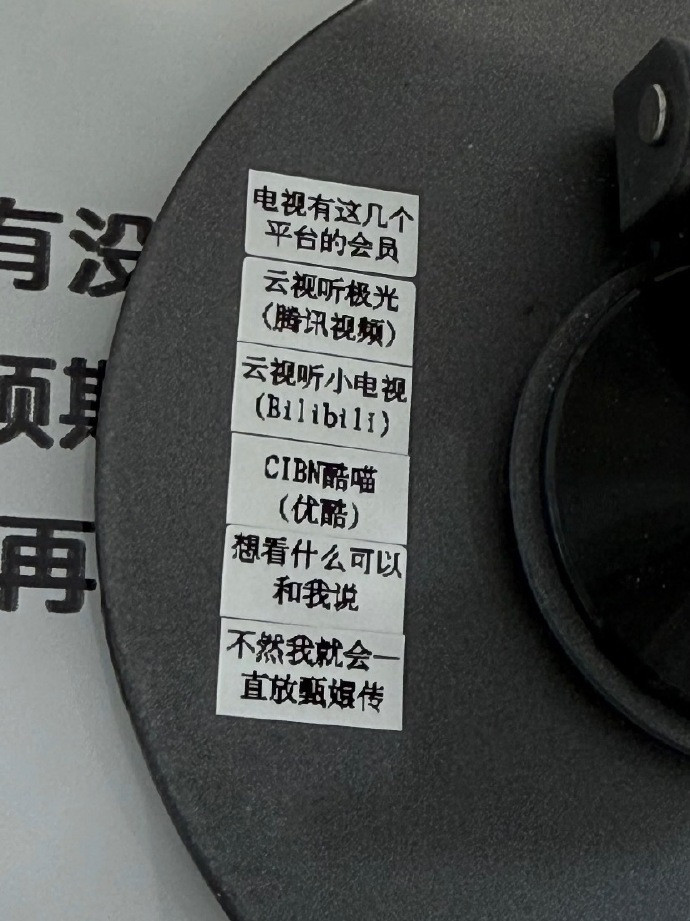 有没
预期
再
电视有这几个
平台的会员
云视听极光
(腾讯视频)
云视听小电视
(Bilibili)
CIBN酷喵
(优酷)
想看什么可以
和我说
不然我就会一
直放甄嬛传